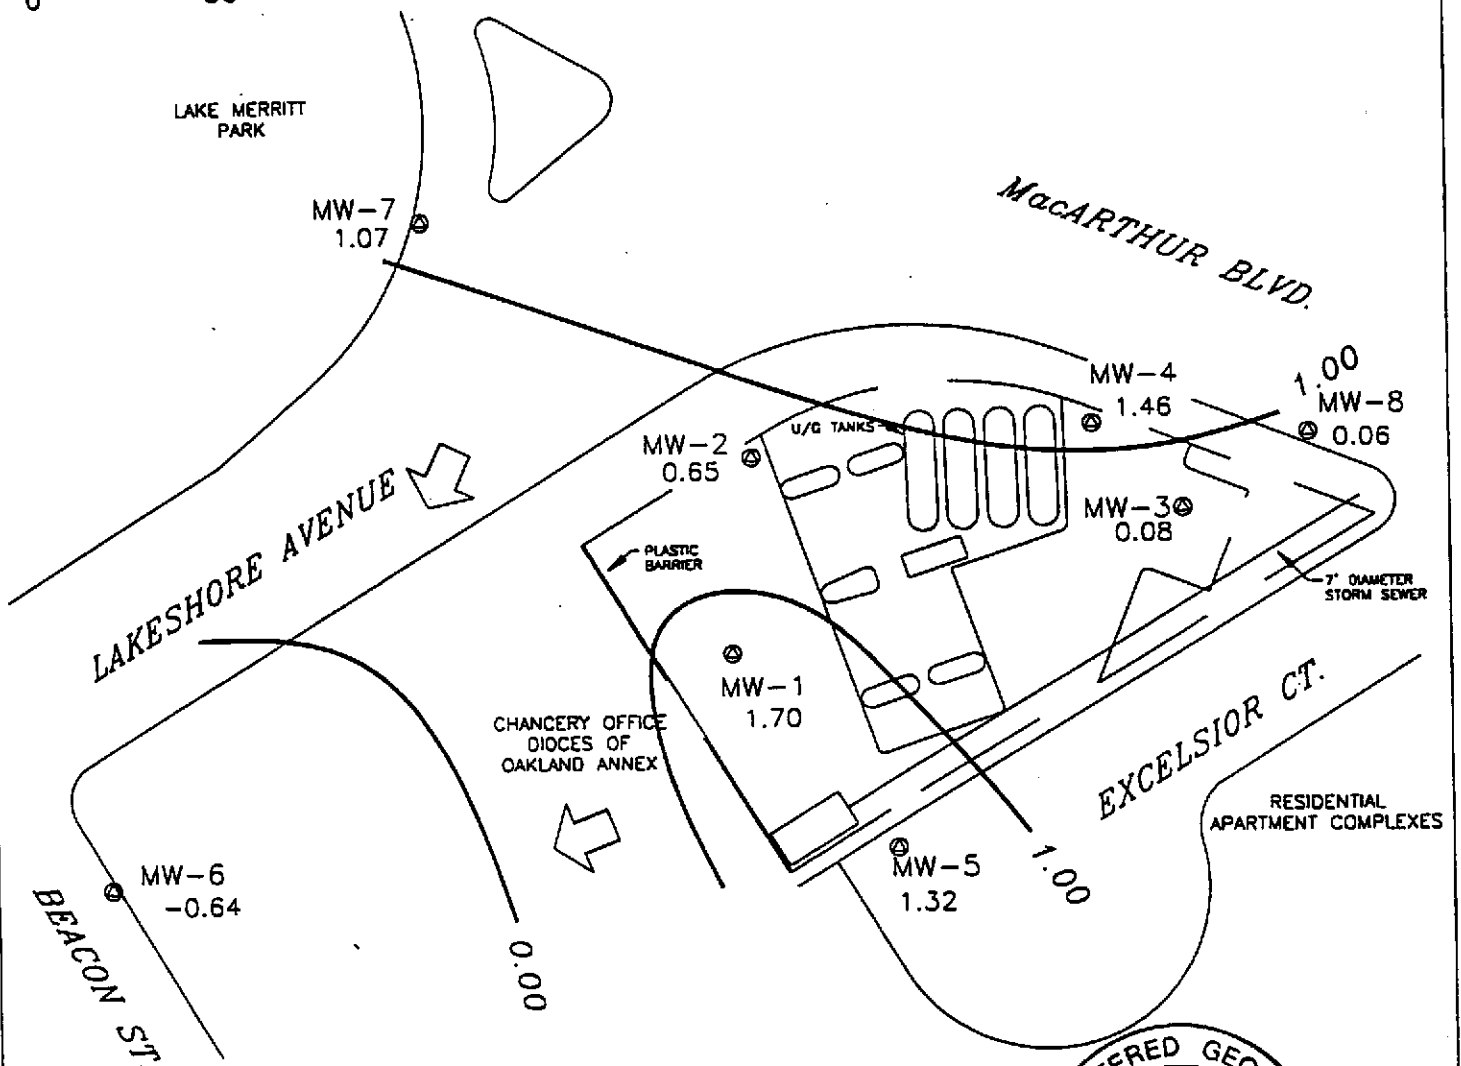 0
LAKE MERRITT
PARK
MW-7
1.07
MacARTHUR BLVD.
MW-4
1.46
1.00
MW-8
0.06
U/G TANKS
MW-2
0.65
LAKESHORE AVENUE
MW-3
0.08
PLASTIC
BARRIER
7' DIAMETER
STORM SEWER
MW-1
1.70
CHANCERY OFFICE
DIOCES OF
OAKLAND ANNEX
EXCELSIOR CT.
RESIDENTIAL
APARTMENT COMPLEXES
MW-5
1.32
1.00
MW-6
-0.64
0.00
BEACON ST
ERED GEO